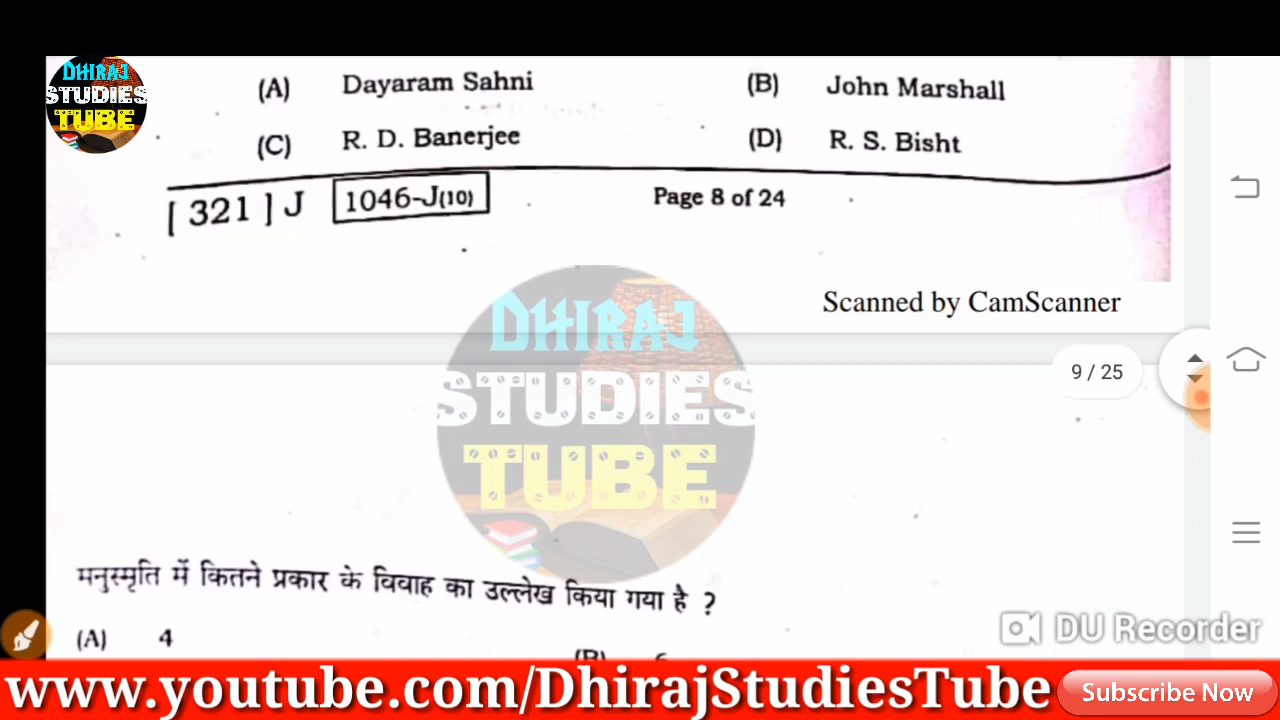 DHIRAJ
STUDIES
TUBE
(A) Dayaram Sahni (B) John Marshall
(C) R. D. Banerjee (D) R. S. Bisht
[ 321 ] J 1046-J(10) Page 8 of 24
Scanned by CamScanner
9 / 25
DHIRAJ
STUDIES
TUBE
मनुस्मृति में कितने प्रकार के विवाह का उल्लेख किया गया है ?
(A) 4
(B) 6
DU Recorder
www.youtube.com/DhirajStudiesTube Subscribe Now